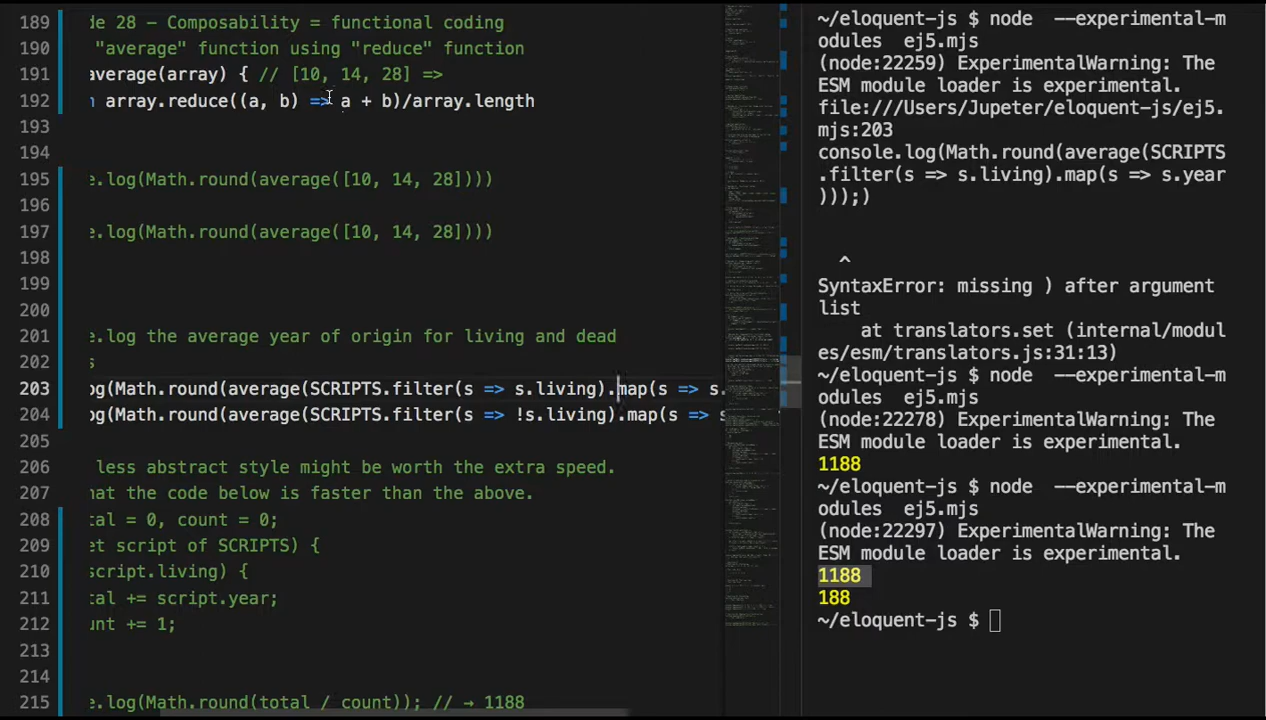 189 de 28 – Composability = functional coding
190 "average" function using "reduce" function
191 average(array) { // [10, 14, 28] =>
192 n array.reduce((a, b) => a + b)/array.length
193
194
195 e.log(Math.round(average([10, 14, 28])))
196
197 e.log(Math.round(average([10, 14, 28])))
198
199
200
201 e.log the average year of origin for living and dead
202 s
203 og(Math.round(average(SCRIPTS.filter(s => s.living).map(s => s.
204 og(Math.round(average(SCRIPTS.filter(s => !s.living).map(s => s
205
206 less abstract style might be worth the extra speed.
207 hat the code below is faster than the above.
208 tal = 0, count = 0;
209 et script of SCRIPTS) {
210 script.living) {
211 tal += script.year;
212 unt += 1;
213
214
215 e.log(Math.round(total / count)); // → 1188
~/eloquent-js $ node --experimental-m
odules ej5.mjs
(node:22259) ExperimentalWarning: The
ESM module loader is experimental.
file:///Users/Jupeter/eloquent-js/ej5.
mjs:203
console.log(Math.round(average(SCRIPTS
.filter(s => s.living).map(s => s.year
)));)
^
SyntaxError: missing ) after argument
list
at translators.set (internal/modul
es/esm/translators.js:31:13)
~/eloquent-js $ node --experimental-m
odules ej5.mjs
(node:22278) ExperimentalWarning: The
ESM module loader is experimental.
1188
~/eloquent-js $ node --experimental-m
odules ej5.mjs
(node:22297) ExperimentalWarning: The
ESM module loader is experimental.
1188
188
~/eloquent-js $